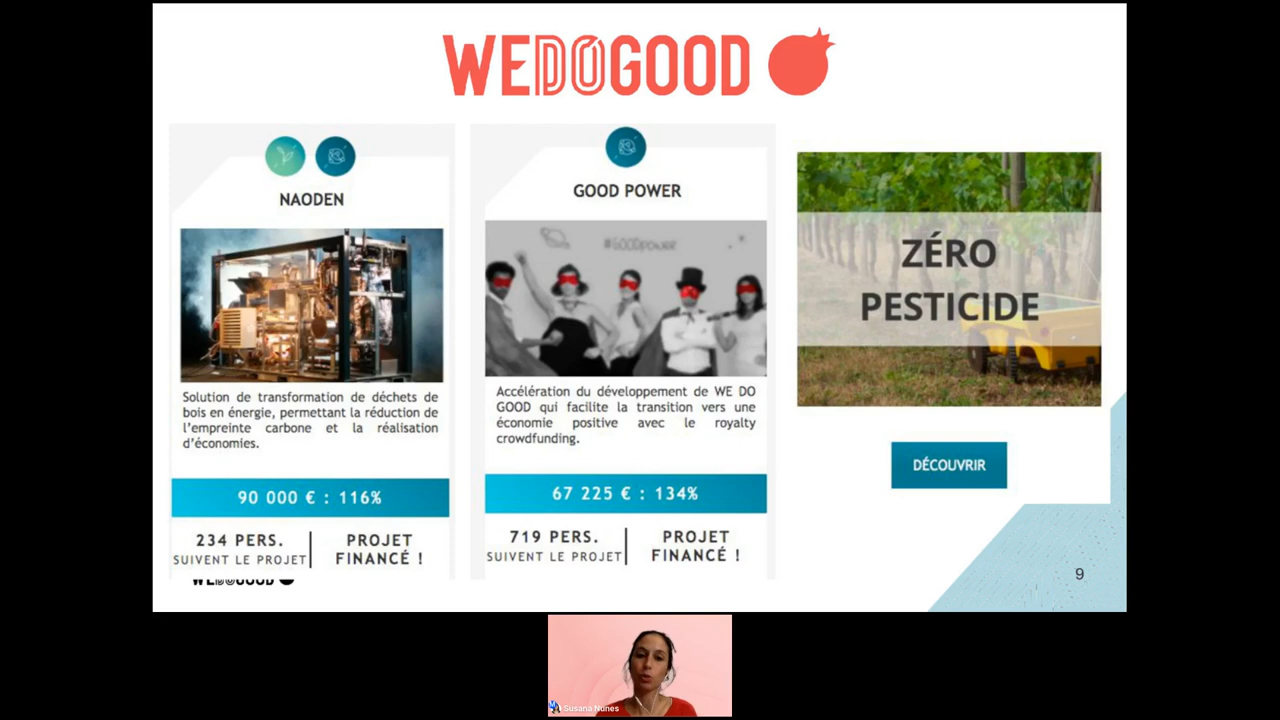 WEDOGOOD
NAODEN
Solution de transformation de déchets de
bois en énergie, permettant la réduction de
l'empreinte carbone et la réalisation
d'économies.
90 000 € : 116%
234 PERS.
SUIVENT LE PROJET
PROJET
FINANCÉ !
WEDOGOOD
GOOD POWER
#GOODpower
Accélération du développement de WE DO
GOOD qui facilite la transition vers une
économie positive avec le royalty
crowdfunding.
67 225 € : 134%
719 PERS.
SUIVENT LE PROJET
PROJET
FINANCÉ !
ZÉRO
PESTICIDE
DÉCOUVRIR
9
Susana Nunes